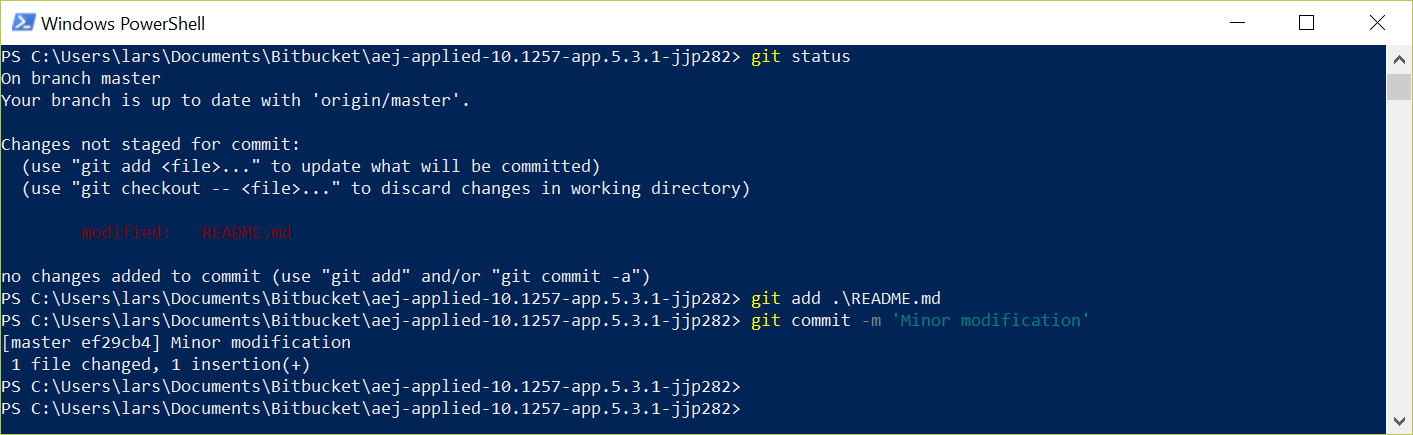 Windows PowerShell
PS C:\Users\lars\Documents\Bitbucket\aej-applied-10.1257-app.5.3.1-jjp282> git status
On branch master
Your branch is up to date with 'origin/master'.
Changes not staged for commit:
  (use "git add <file>..." to update what will be committed)
  (use "git checkout -- <file>..." to discard changes in working directory)
        modified:   README.md
no changes added to commit (use "git add" and/or "git commit -a")
PS C:\Users\lars\Documents\Bitbucket\aej-applied-10.1257-app.5.3.1-jjp282> git add .\README.md
PS C:\Users\lars\Documents\Bitbucket\aej-applied-10.1257-app.5.3.1-jjp282> git commit -m 'Minor modification'
[master ef29cb4] Minor modification
 1 file changed, 1 insertion(+)
PS C:\Users\lars\Documents\Bitbucket\aej-applied-10.1257-app.5.3.1-jjp282>
PS C:\Users\lars\Documents\Bitbucket\aej-applied-10.1257-app.5.3.1-jjp282>